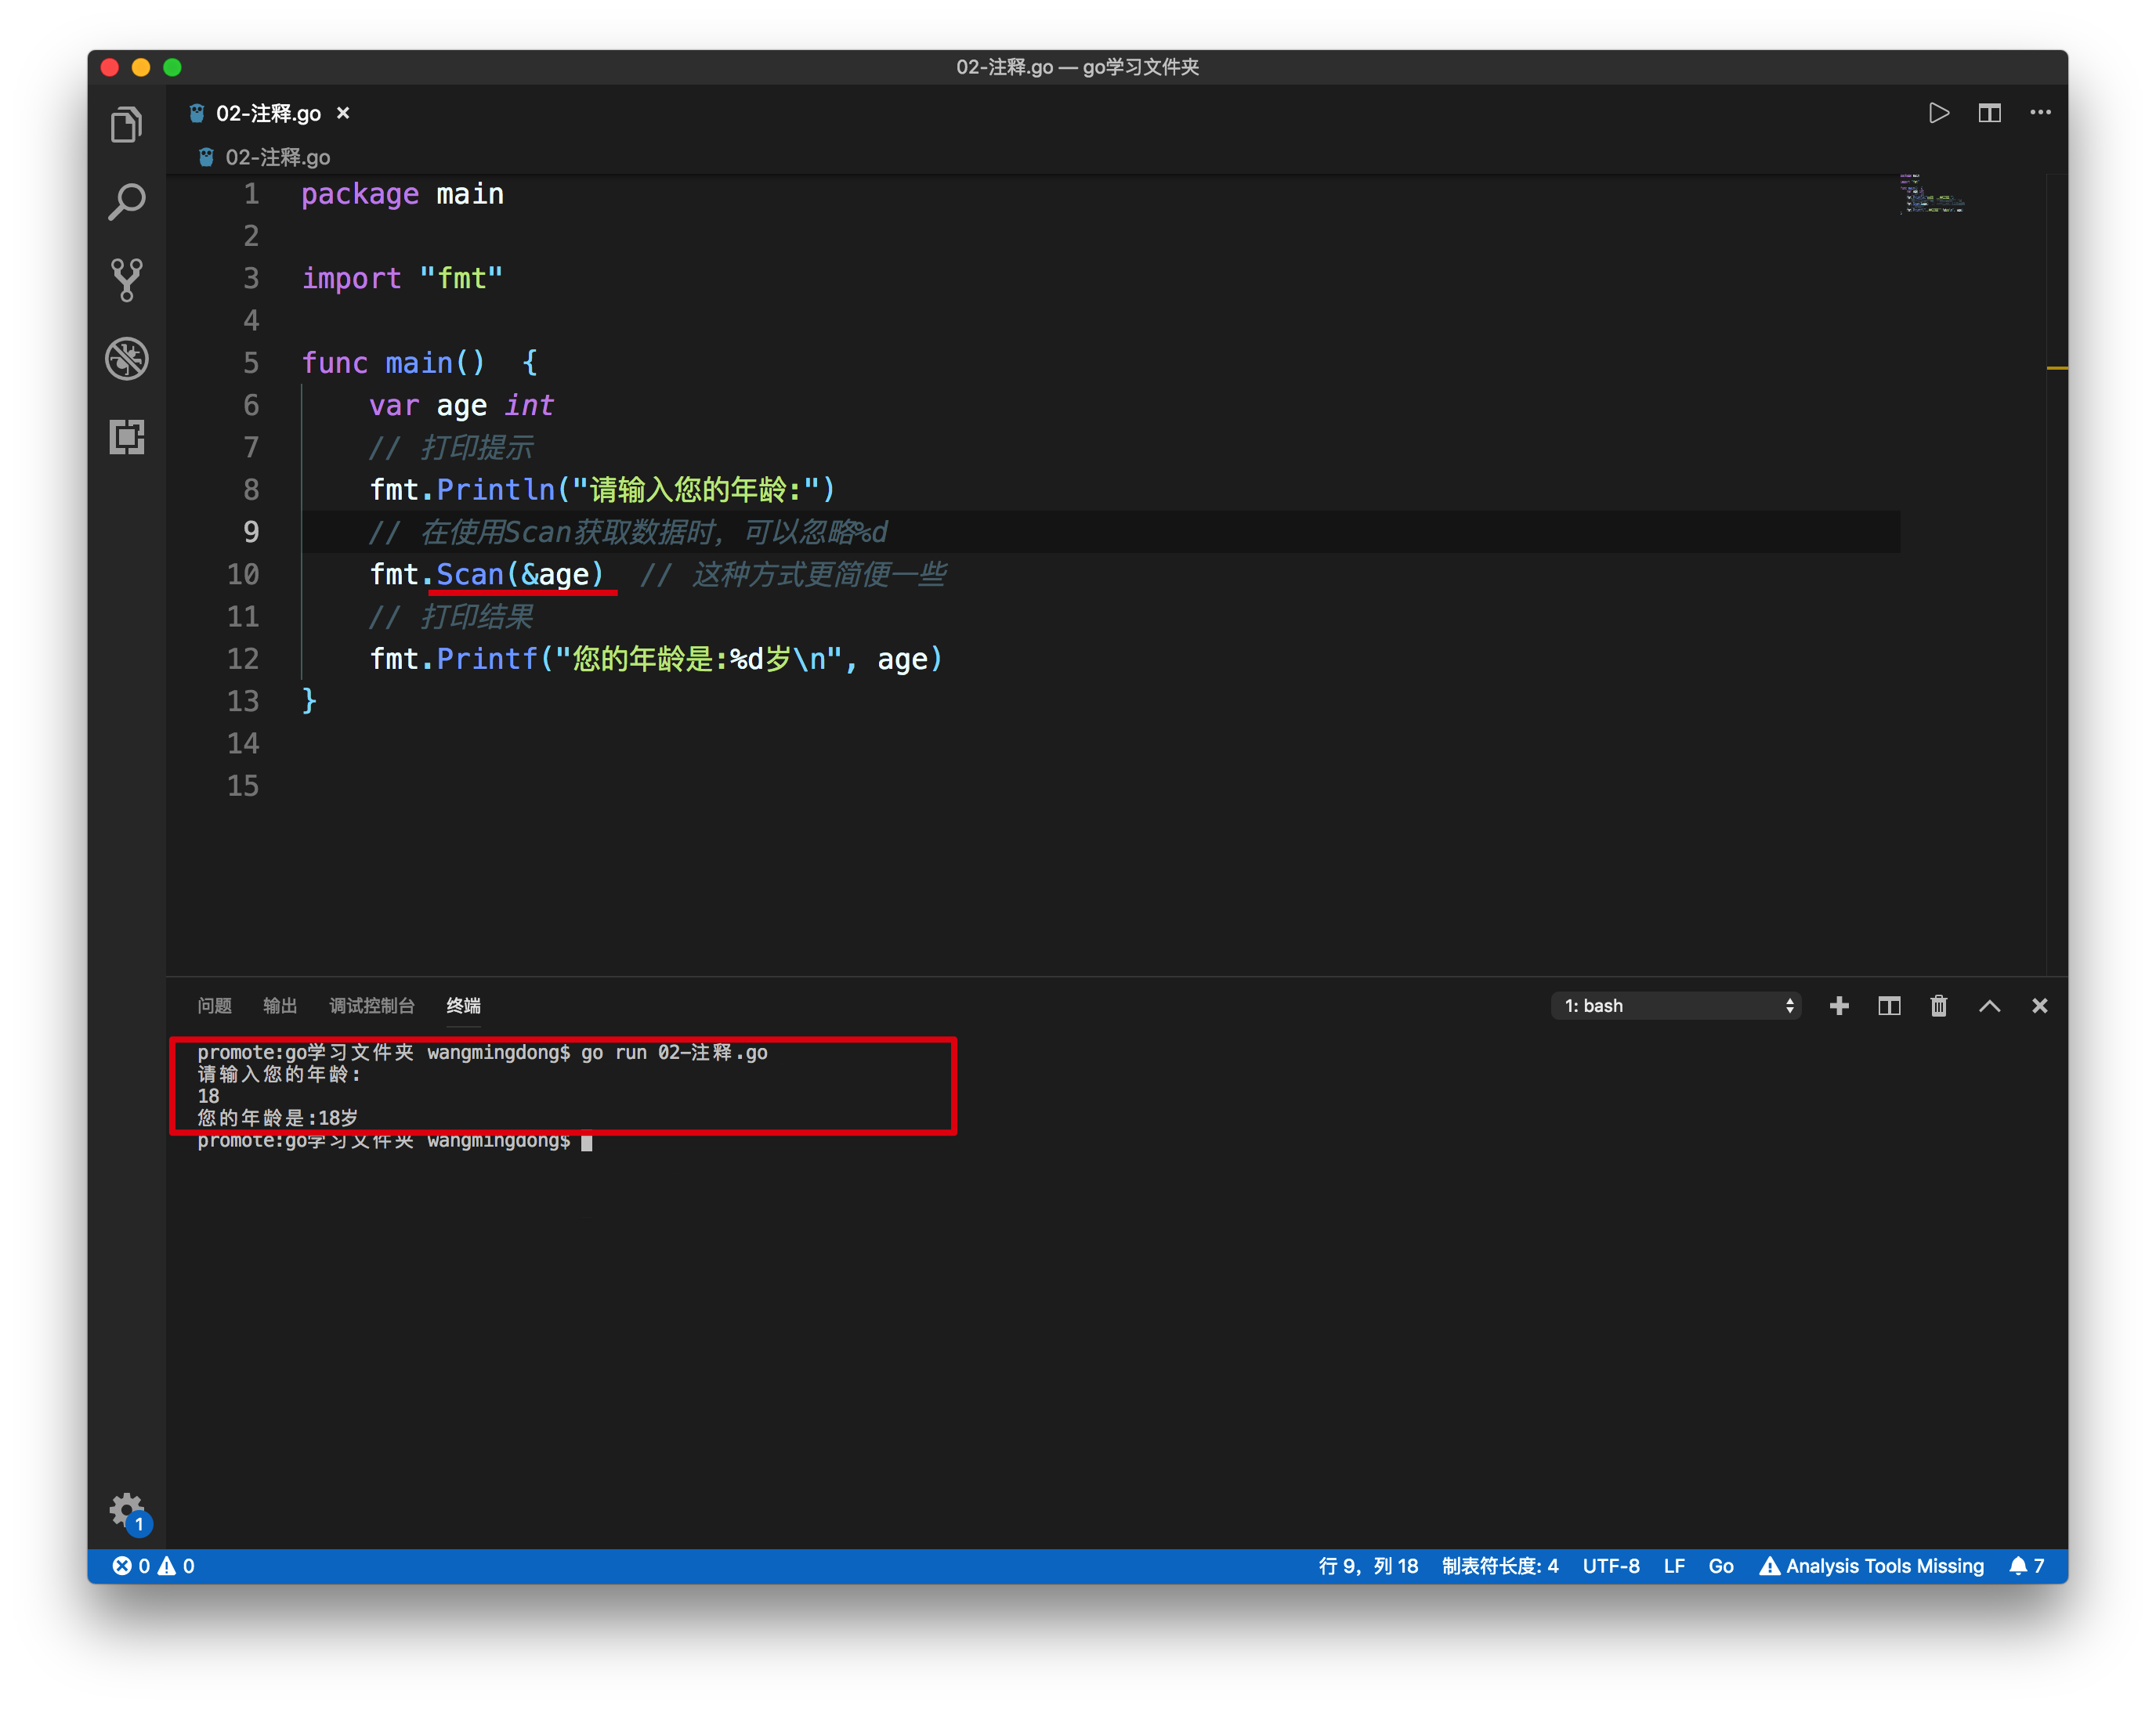 02-注释.go — go学习文件夹
02-注释.go
02-注释.go
1 package main
2
3 import "fmt"
4
5 func main()  {
6     var age int
7     // 打印提示
8     fmt.Println("请输入您的年龄:")
9     // 在使用Scan获取数据时，可以忽略%d
10     fmt.Scan(&age)  // 这种方式更简便一些
11     // 打印结果
12     fmt.Printf("您的年龄是:%d岁\n", age)
13 }
14
15
问题 输出 调试控制台 终端 1: bash
promote:go学习文件夹 wangmingdong$ go run 02-注释.go
请输入您的年龄:
18
您的年龄是:18岁
promote:go学习文件夹 wangmingdong$
1
0 0 行 9，列 18 制表符长度: 4 UTF-8 LF Go Analysis Tools Missing 7